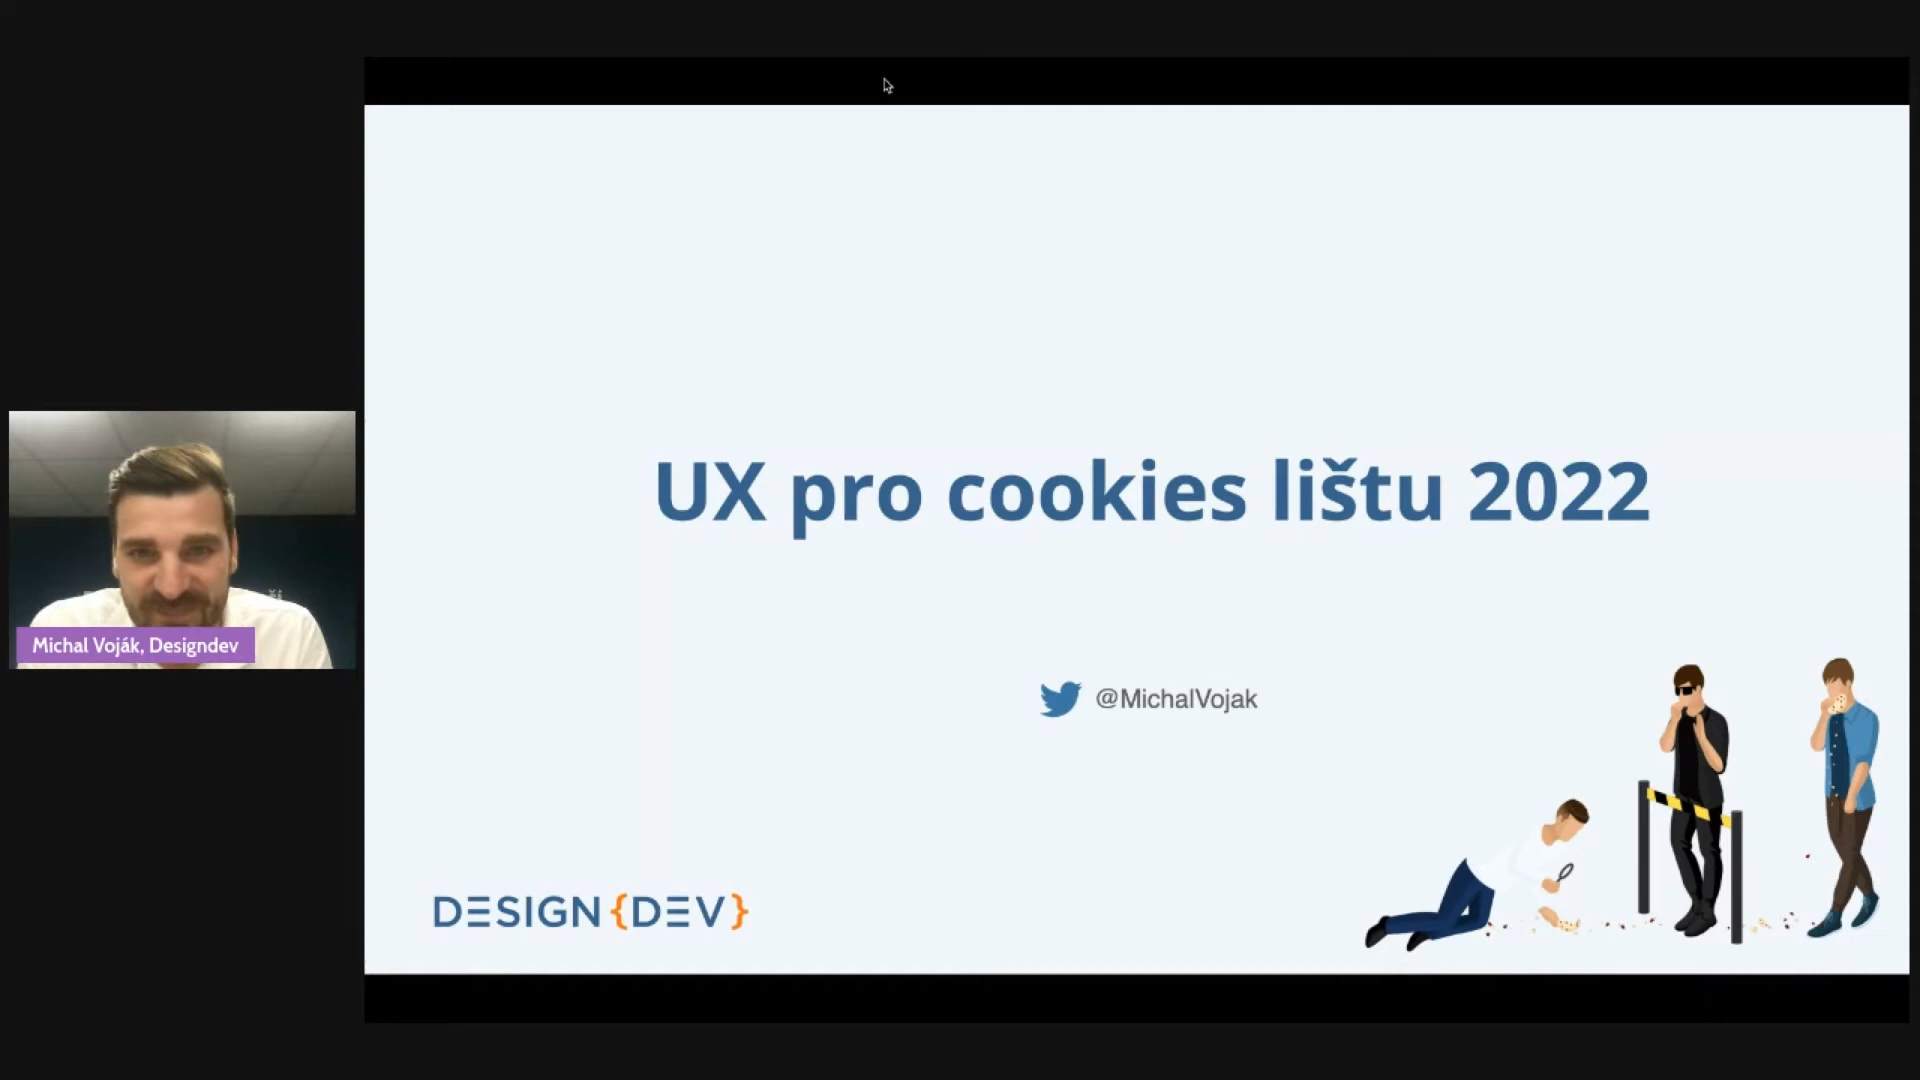 UX pro cookies lištu 2022
@MichalVojak
Michal Voják, Designdev
DESIGN {DEV}